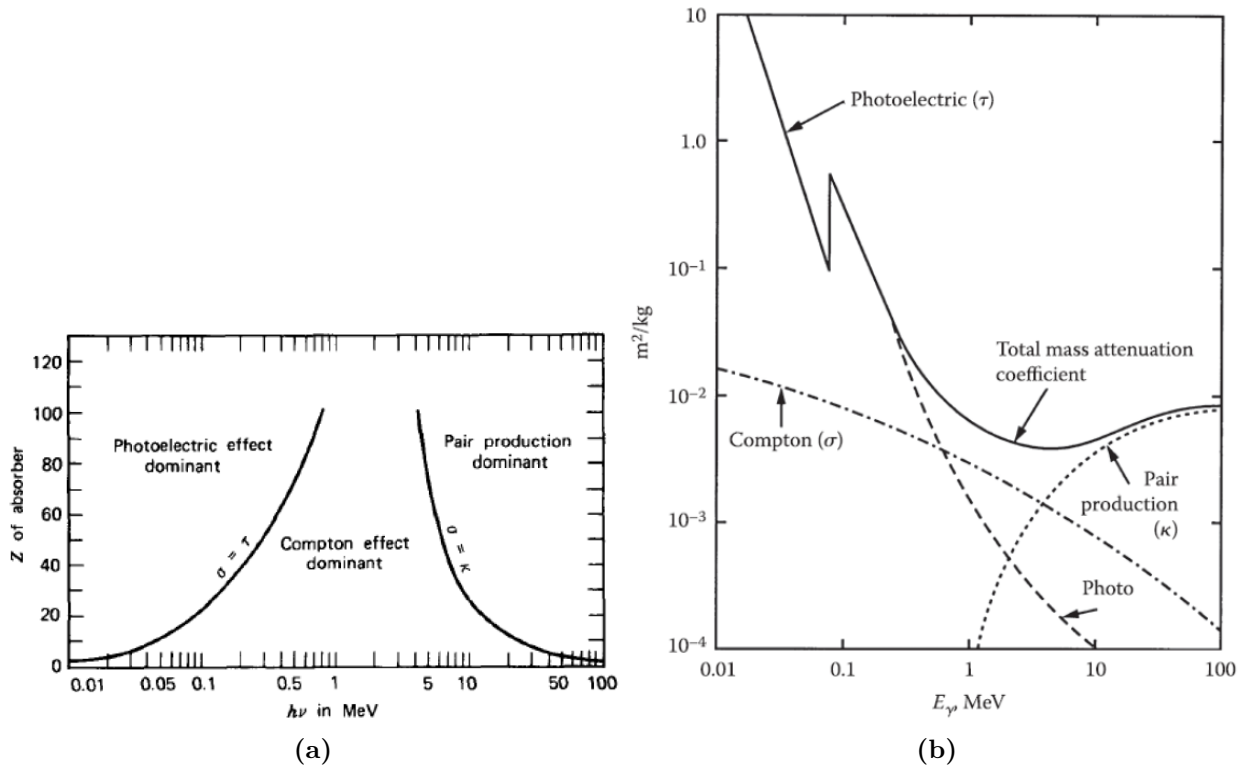 120
100
80
60
40
20
0
Z of absorber
Photoelectric effect
dominant
Pair production
dominant
Compton effect
dominant
σ = τ
σ = κ
0.01 0.05 0.1 0.5 1 5 10 50 100
hν in MeV
(a)
10
1.0
10⁻¹
10⁻²
10⁻³
10⁻⁴
m²/kg
Photoelectric (τ)
Total mass attenuation
coefficient
Compton (σ)
Pair
production
(κ)
Photo
0.01 0.1 1 10 100
Eᵧ, MeV
(b)